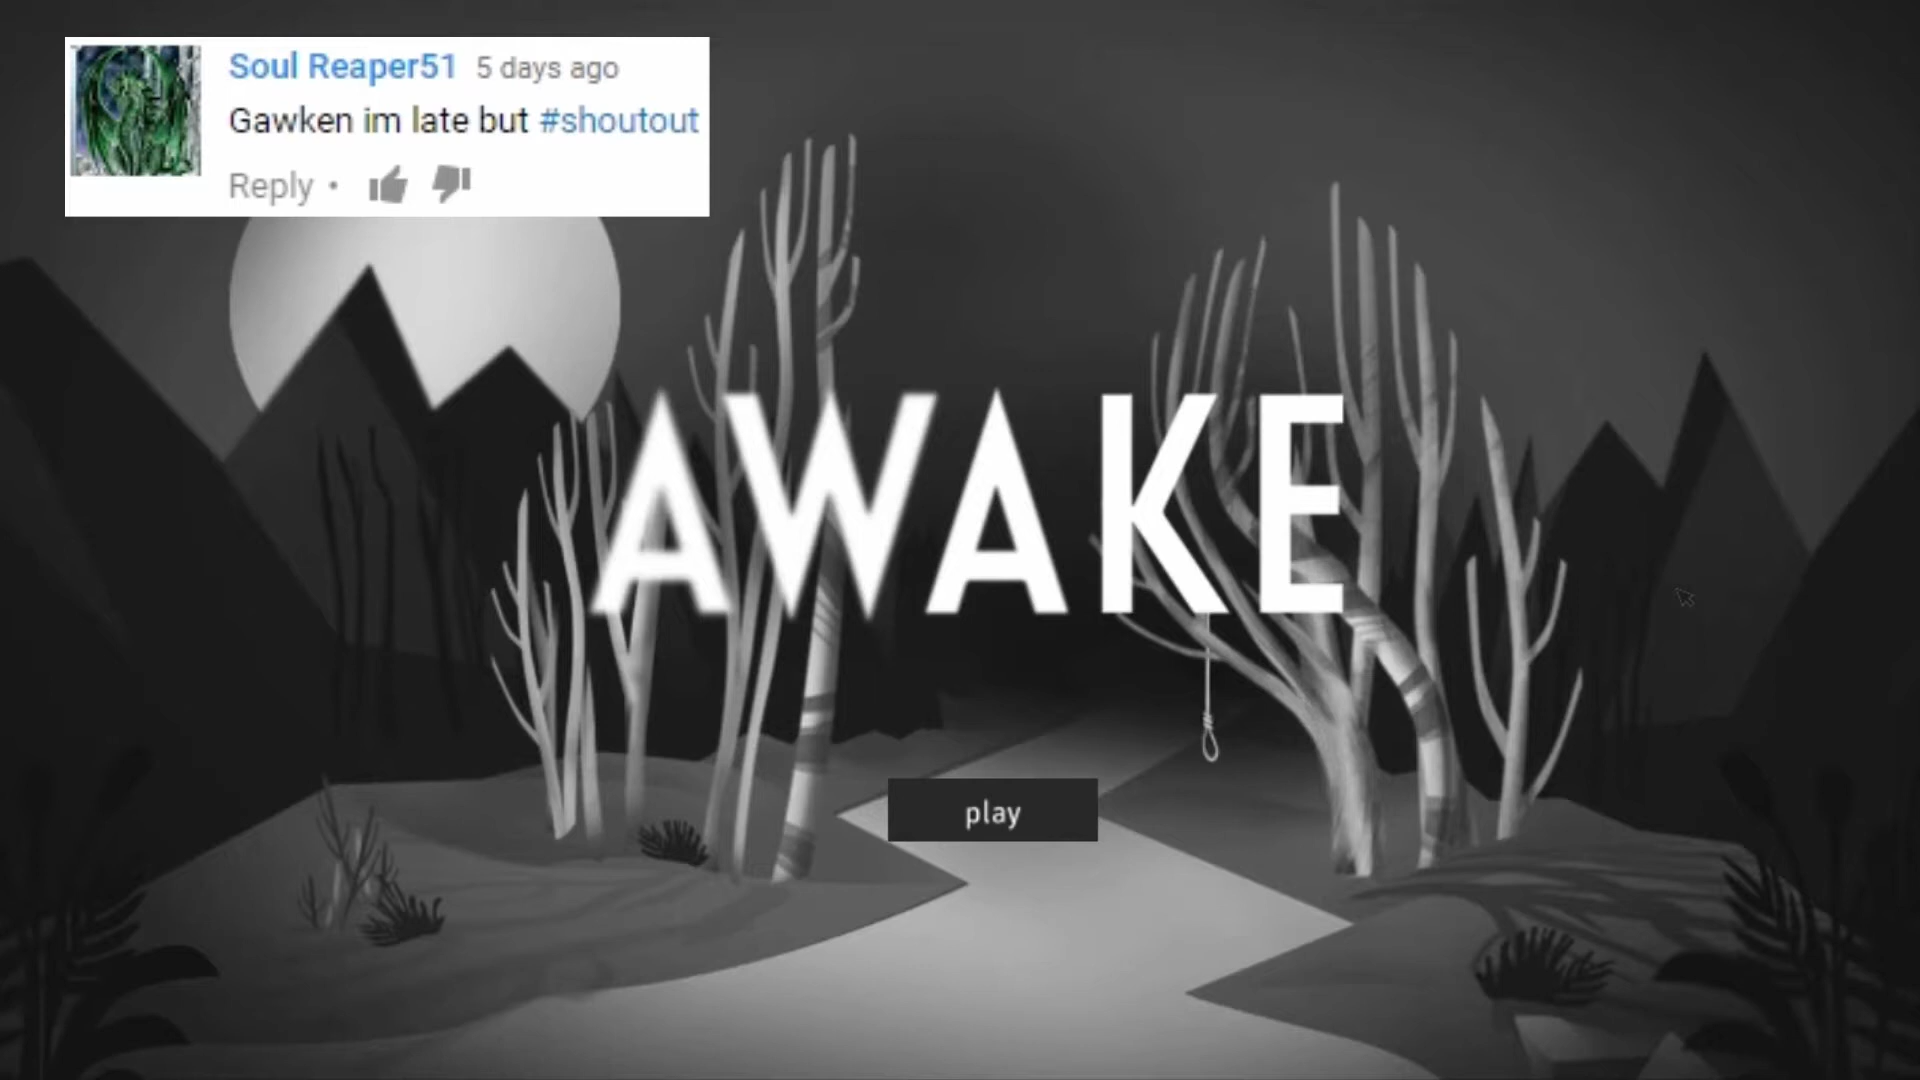 Soul Reaper51 5 days ago
Gawken im late but #shoutout
Reply •
AWAKE
play